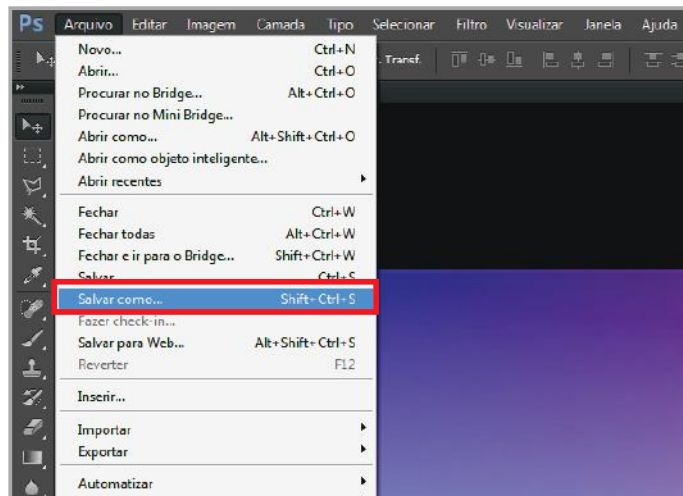 Ps Arquivo Editar Imagem Camada Tipo Selecionar Filtro Visualizar Janela Ajuda
Transf.
Novo... Ctrl+N
Abrir... Ctrl+O
Procurar no Bridge... Alt+Ctrl+O
Procurar no Mini Bridge...
Abrir como... Alt+Shift+Ctrl+O
Abrir como objeto inteligente...
Abrir recentes
Fechar Ctrl+W
Fechar todas Alt+Ctrl+W
Fechar e ir para o Bridge... Shift+Ctrl+W
Salvar Ctrl+S
Salvar como... Shift+Ctrl+S
Fazer check-in...
Salvar para Web... Alt+Shift+Ctrl+S
Reverter F12
Inserir...
Importar
Exportar
Automatizar